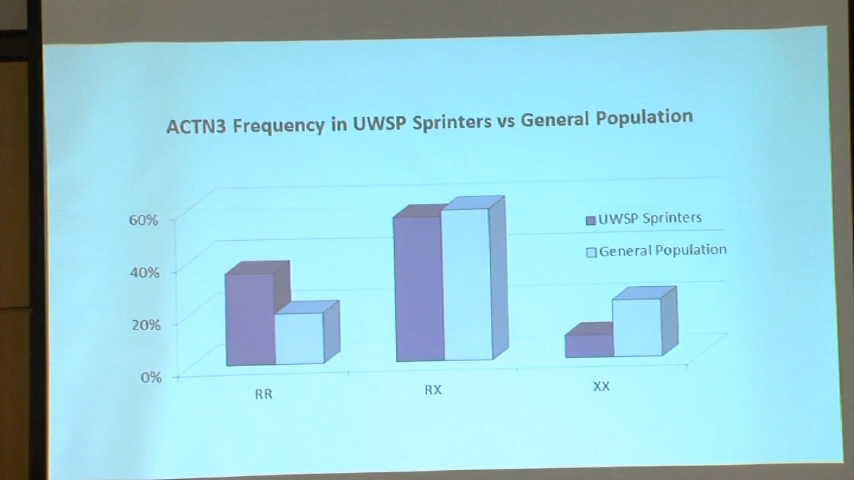 ACTN3 Frequency in UWSP Sprinters vs General Population
60%
40%
20%
0%
UWSP Sprinters
General Population
RR
RX
XX